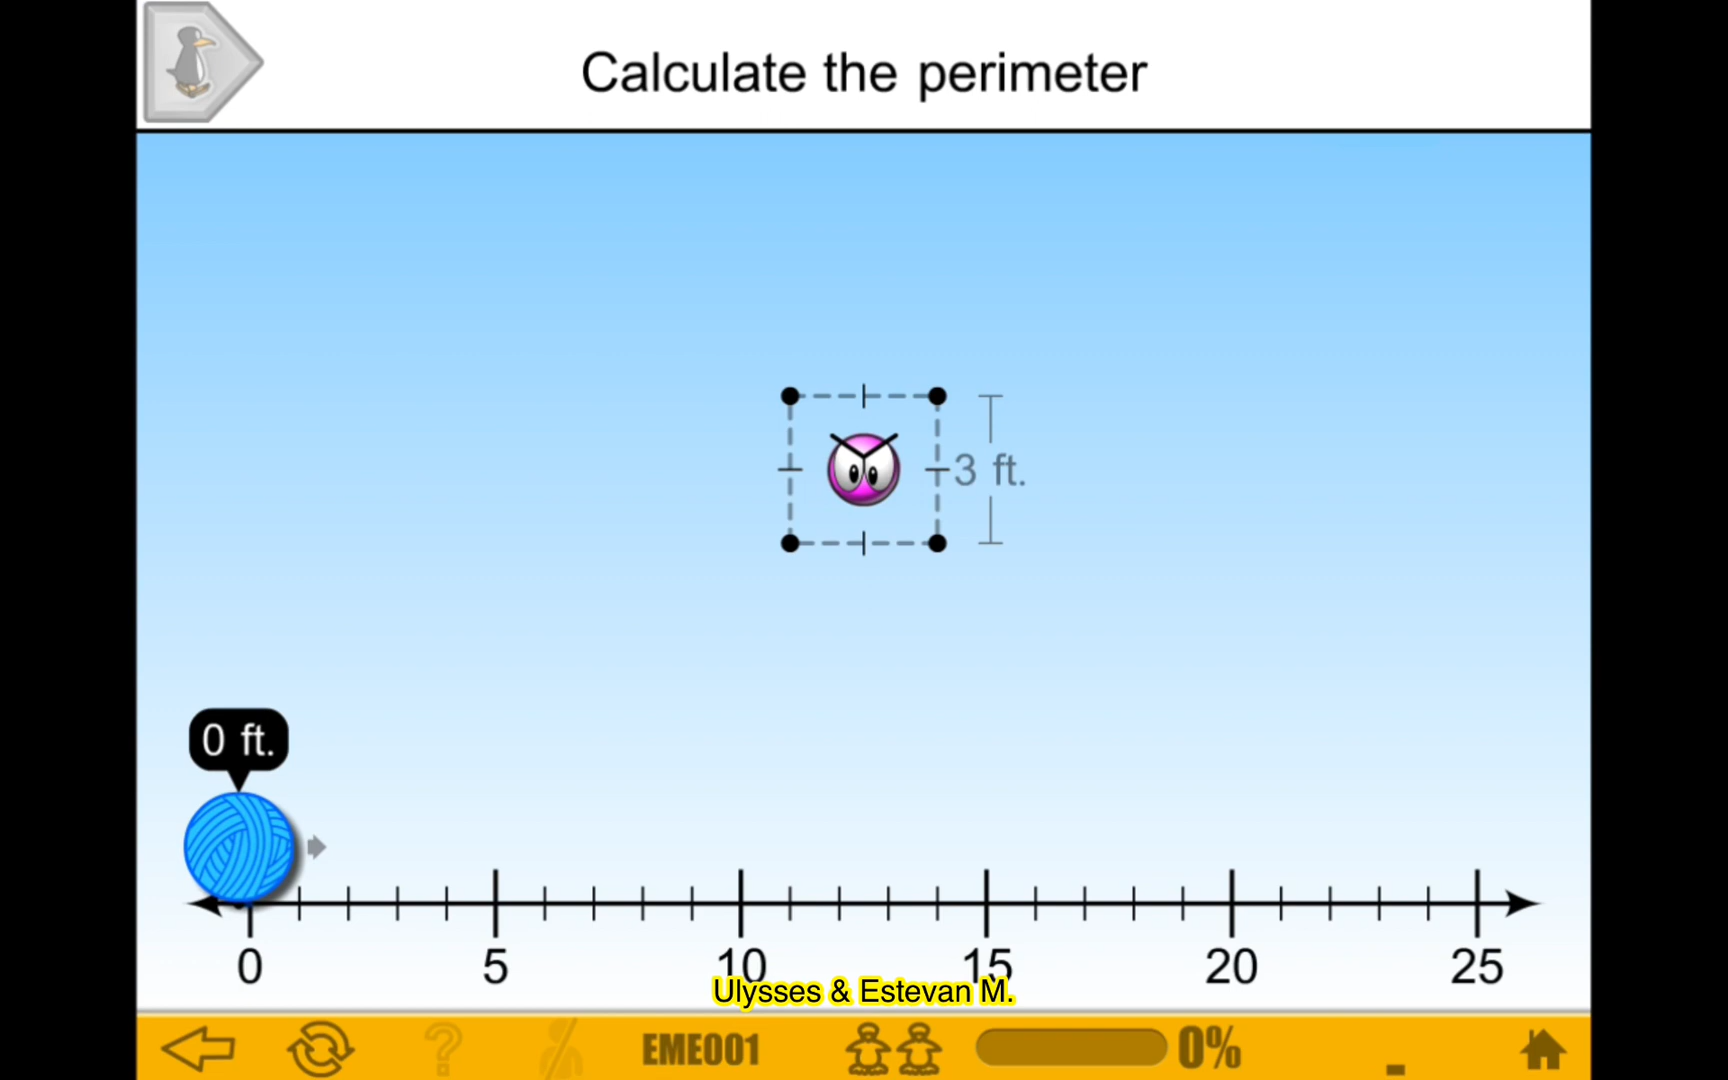 Calculate the perimeter
3 ft.
0 ft.
0 5 10 15 20 25
Ulysses & Estevan M.
? EME001 0%